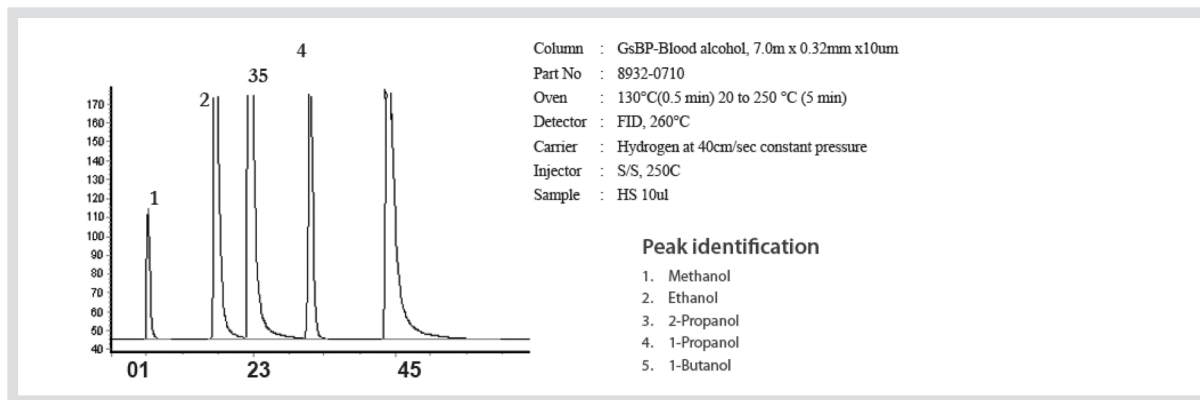 4
35
2
1
170
160
150
140
130
120
110
100
90
80
70
60
50
40
01 23 45
Column : GsBP-Blood alcohol, 7.0m x 0.32mm x10um
Part No : 8932-0710
Oven : 130°C(0.5 min) 20 to 250 °C (5 min)
Detector : FID, 260°C
Carrier : Hydrogen at 40cm/sec constant pressure
Injector : S/S, 250C
Sample : HS 10ul
Peak identification
1. Methanol
2. Ethanol
3. 2-Propanol
4. 1-Propanol
5. 1-Butanol